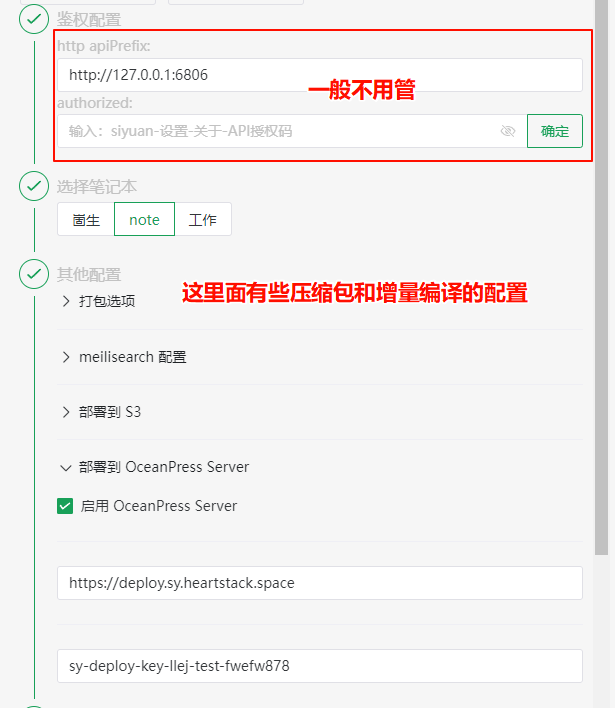 鉴权配置
http apiPrefix:
http://127.0.0.1:6806
一般不用管
authorized:
输入：siyuan-设置-关于-API授权码
确定
选择笔记本
崮生 note 工作
其他配置
这里面有些压缩包和增量编译的配置
打包选项
meilisearch 配置
部署到 S3
部署到 OceanPress Server
启用 OceanPress Server
https://deploy.sy.heartstack.space
sy-deploy-key-llej-test-fwefw878